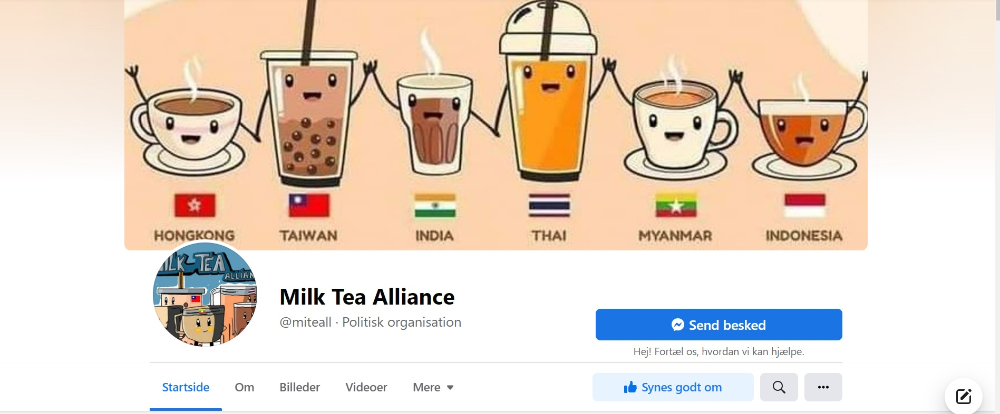 HONGKONG
TAIWAN
INDIA
THAI
MYANMAR
INDONESIA
MILK TEA
ALLIAN
Milk Tea Alliance
@miteall · Politisk organisation
Send besked
Hej! Fortæl os, hvordan vi kan hjælpe.
Startside
Om
Billeder
Videoer
Mere
Synes godt om